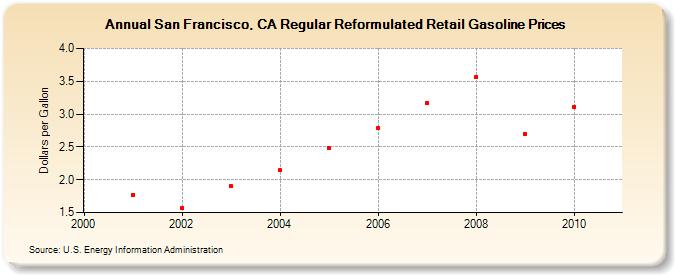 Annual San Francisco, CA Regular Reformulated Retail Gasoline Prices
Dollars per Gallon
4.0
3.5
3.0
2.5
2.0
1.5
2000 2002 2004 2006 2008 2010
Source: U.S. Energy Information Administration